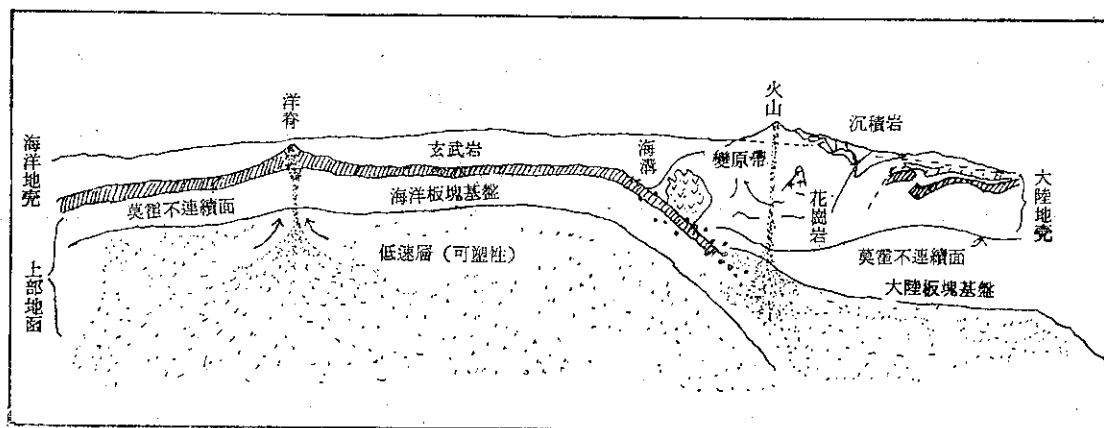 洋脊
火山
沉積岩
海洋地壳
玄武岩
海溝
變原帶
花崗岩
大陸地壳
莫霍不連續面
海洋板塊基盤
上部地函
低速層（可塑性）
莫霍不連續面
大陸板塊基盤